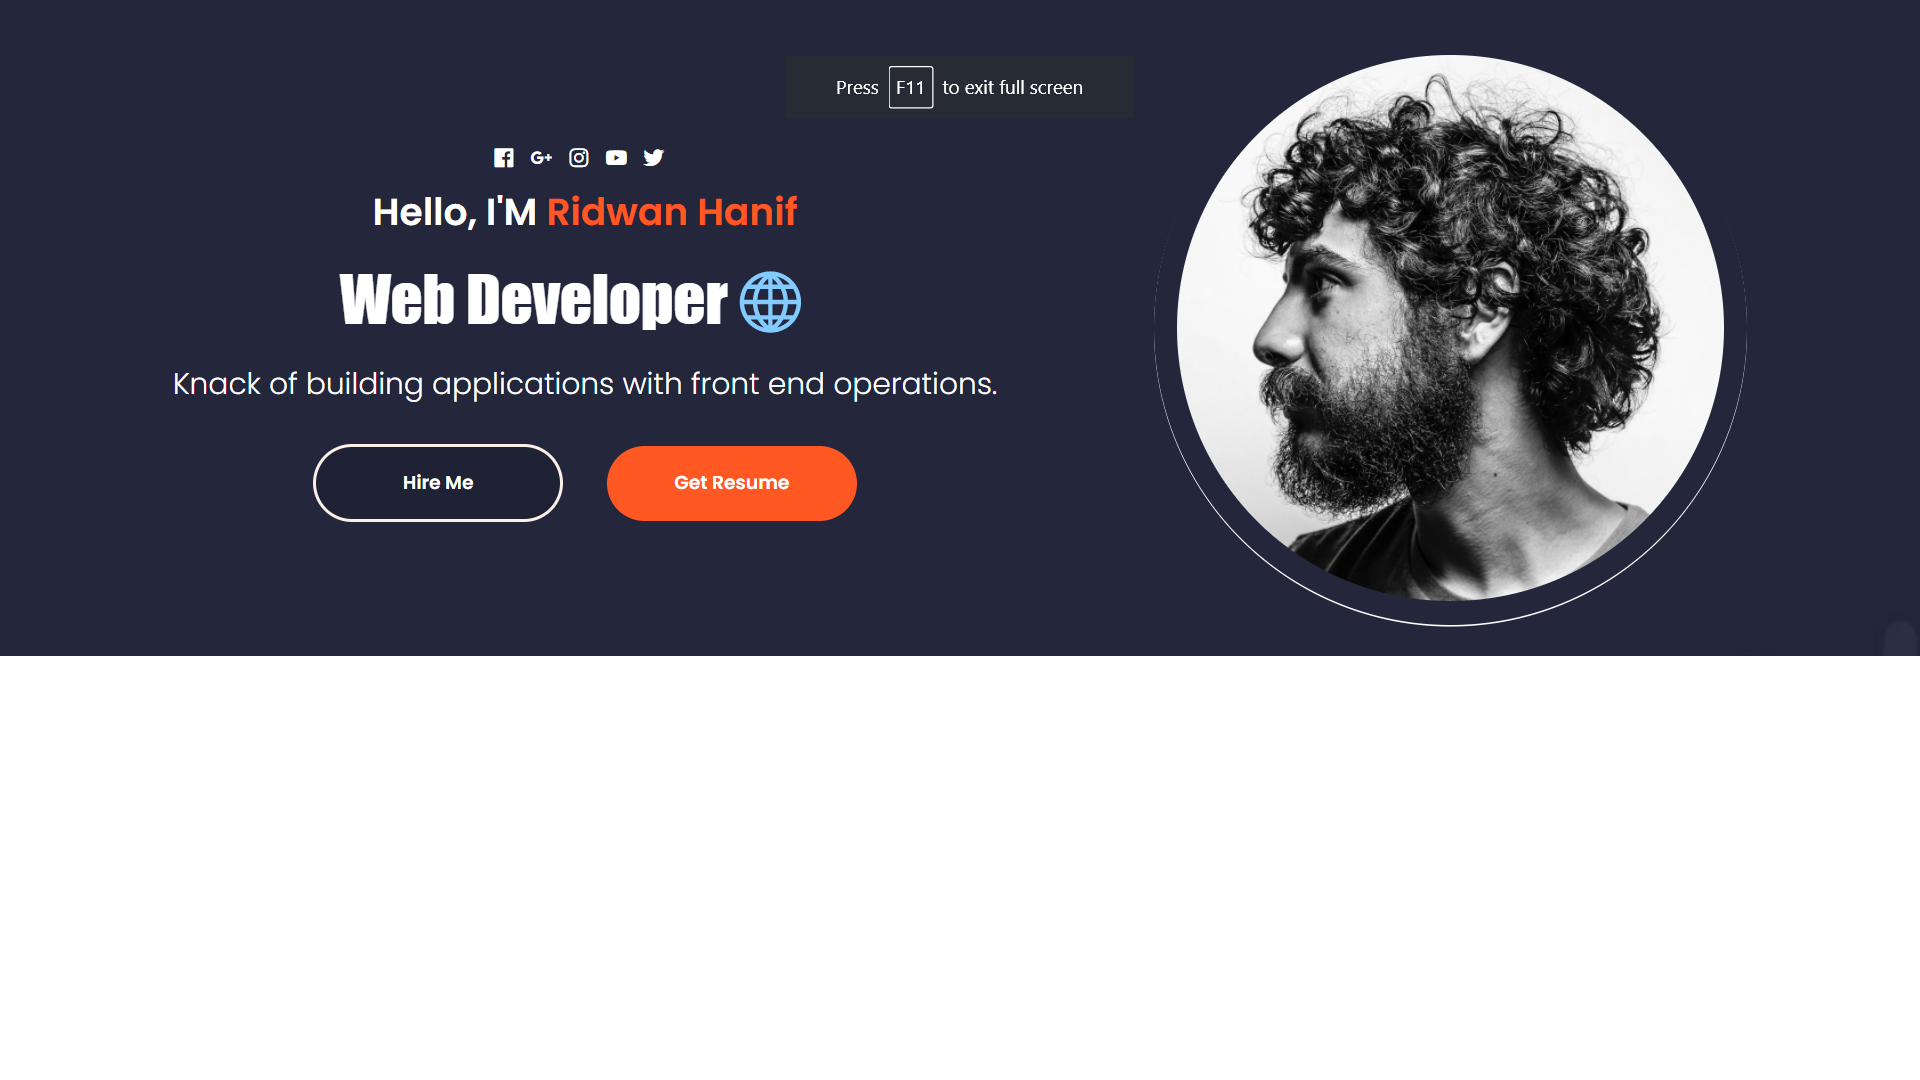 Press F11 to exit full screen
Hello, I'M Ridwan Hanif
Web Developer
Knack of building applications with front end operations.
Hire Me
Get Resume